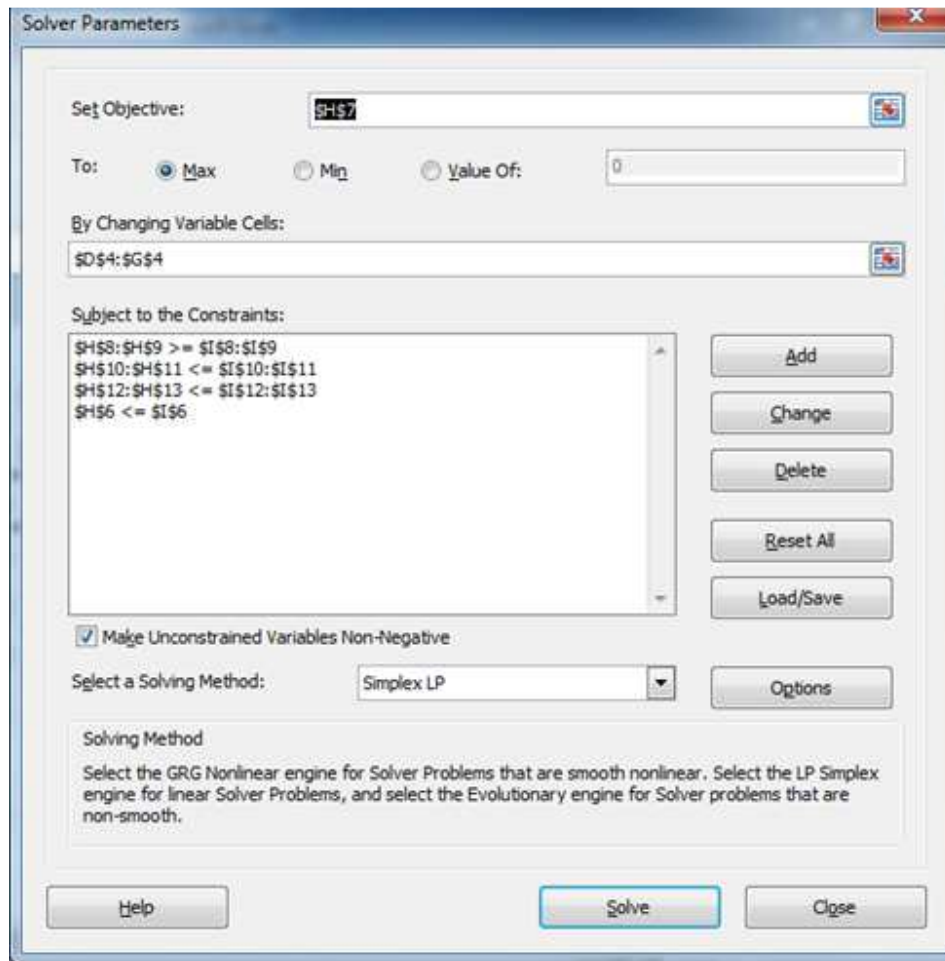 Solver Parameters
Set Objective:
$H$7
To:
Max
Min
Value Of:
0
By Changing Variable Cells:
$D$4:$G$4
Subject to the Constraints:
$H$8:$H$9 >= $I$8:$I$9
$H$10:$H$11 <= $I$10:$I$11
$H$12:$H$13 <= $I$12:$I$13
$H$6 <= $I$6
Add
Change
Delete
Reset All
Load/Save
Make Unconstrained Variables Non-Negative
Select a Solving Method:
Simplex LP
Options
Solving Method
Select the GRG Nonlinear engine for Solver Problems that are smooth nonlinear. Select the LP Simplex
engine for linear Solver Problems, and select the Evolutionary engine for Solver problems that are
non-smooth.
Help
Solve
Close